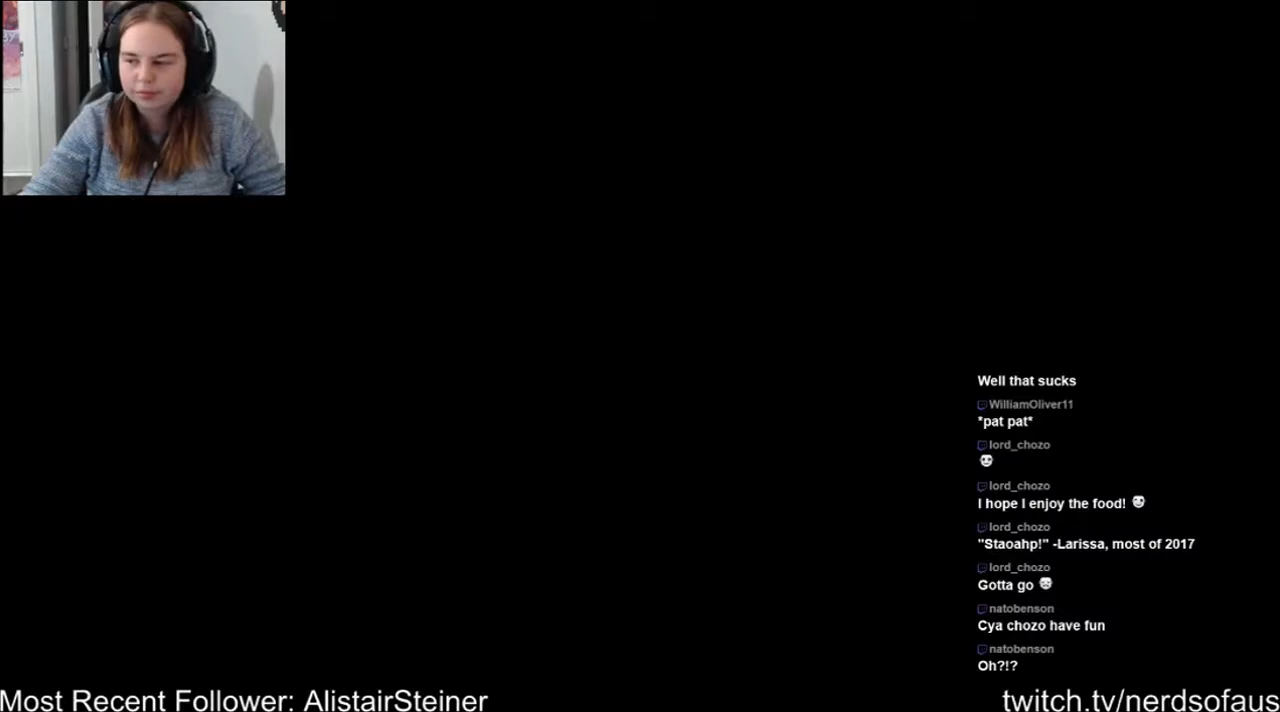 Well that sucks
WilliamOliver11
*pat pat*
lord_chozo
lord_chozo
I hope I enjoy the food!
lord_chozo
"Staoahp!" -Larissa, most of 2017
lord_chozo
Gotta go
natobenson
Cya chozo have fun
natobenson
Oh?!?
Most Recent Follower: AlistairSteiner
twitch.tv/nerdsofaus